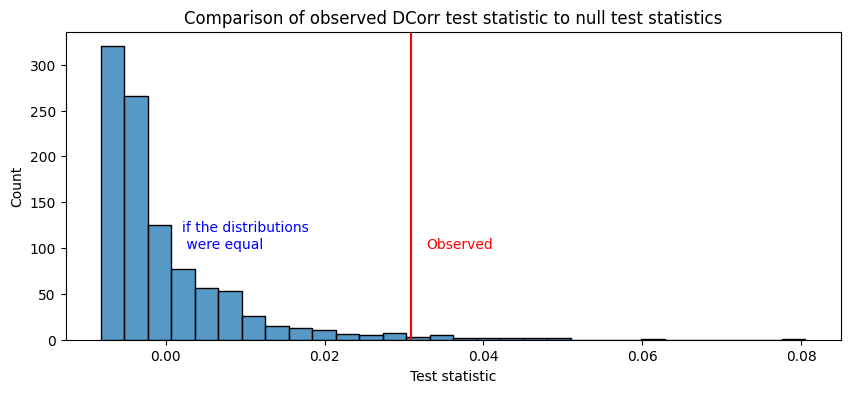 Comparison of observed DCorr test statistic to null test statistics
300
250
200
150
100
50
0
Count
if the distributions
were equal
Observed
0.00
0.02
0.04
0.06
0.08
Test statistic